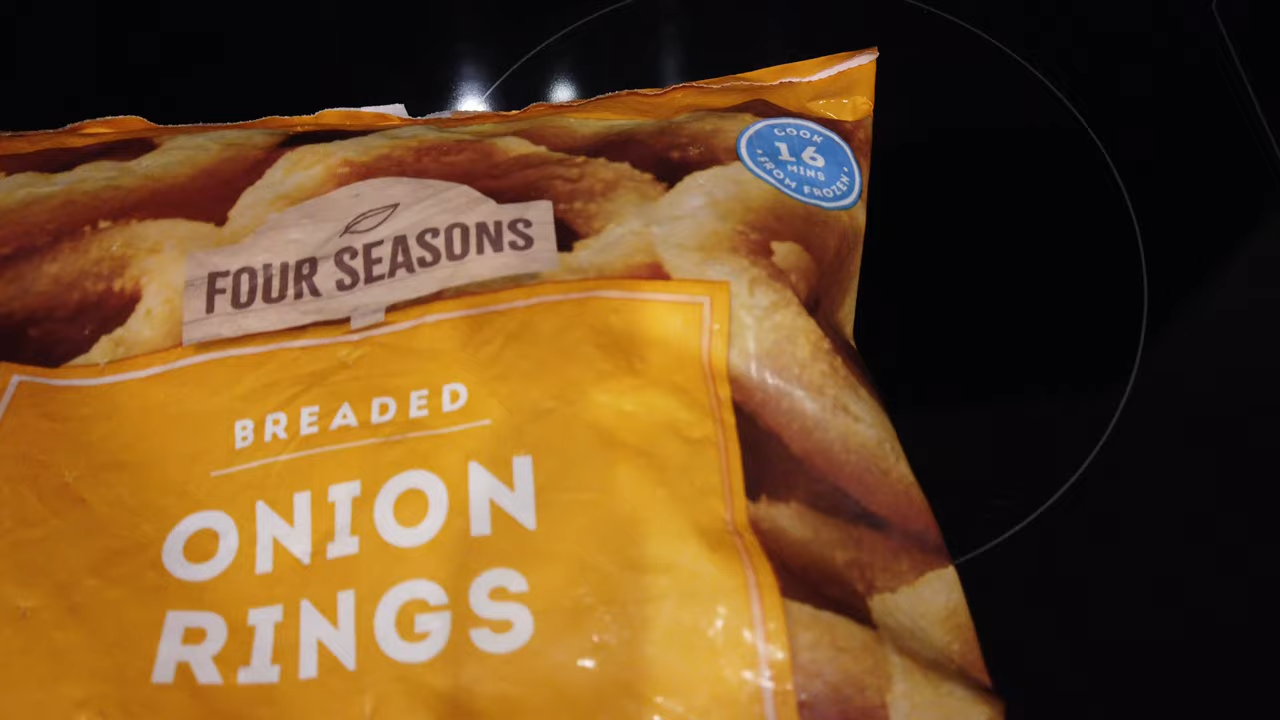 COOK
16
MINS
• FROM FROZEN •
FOUR SEASONS
BREADED
ONION
RINGS